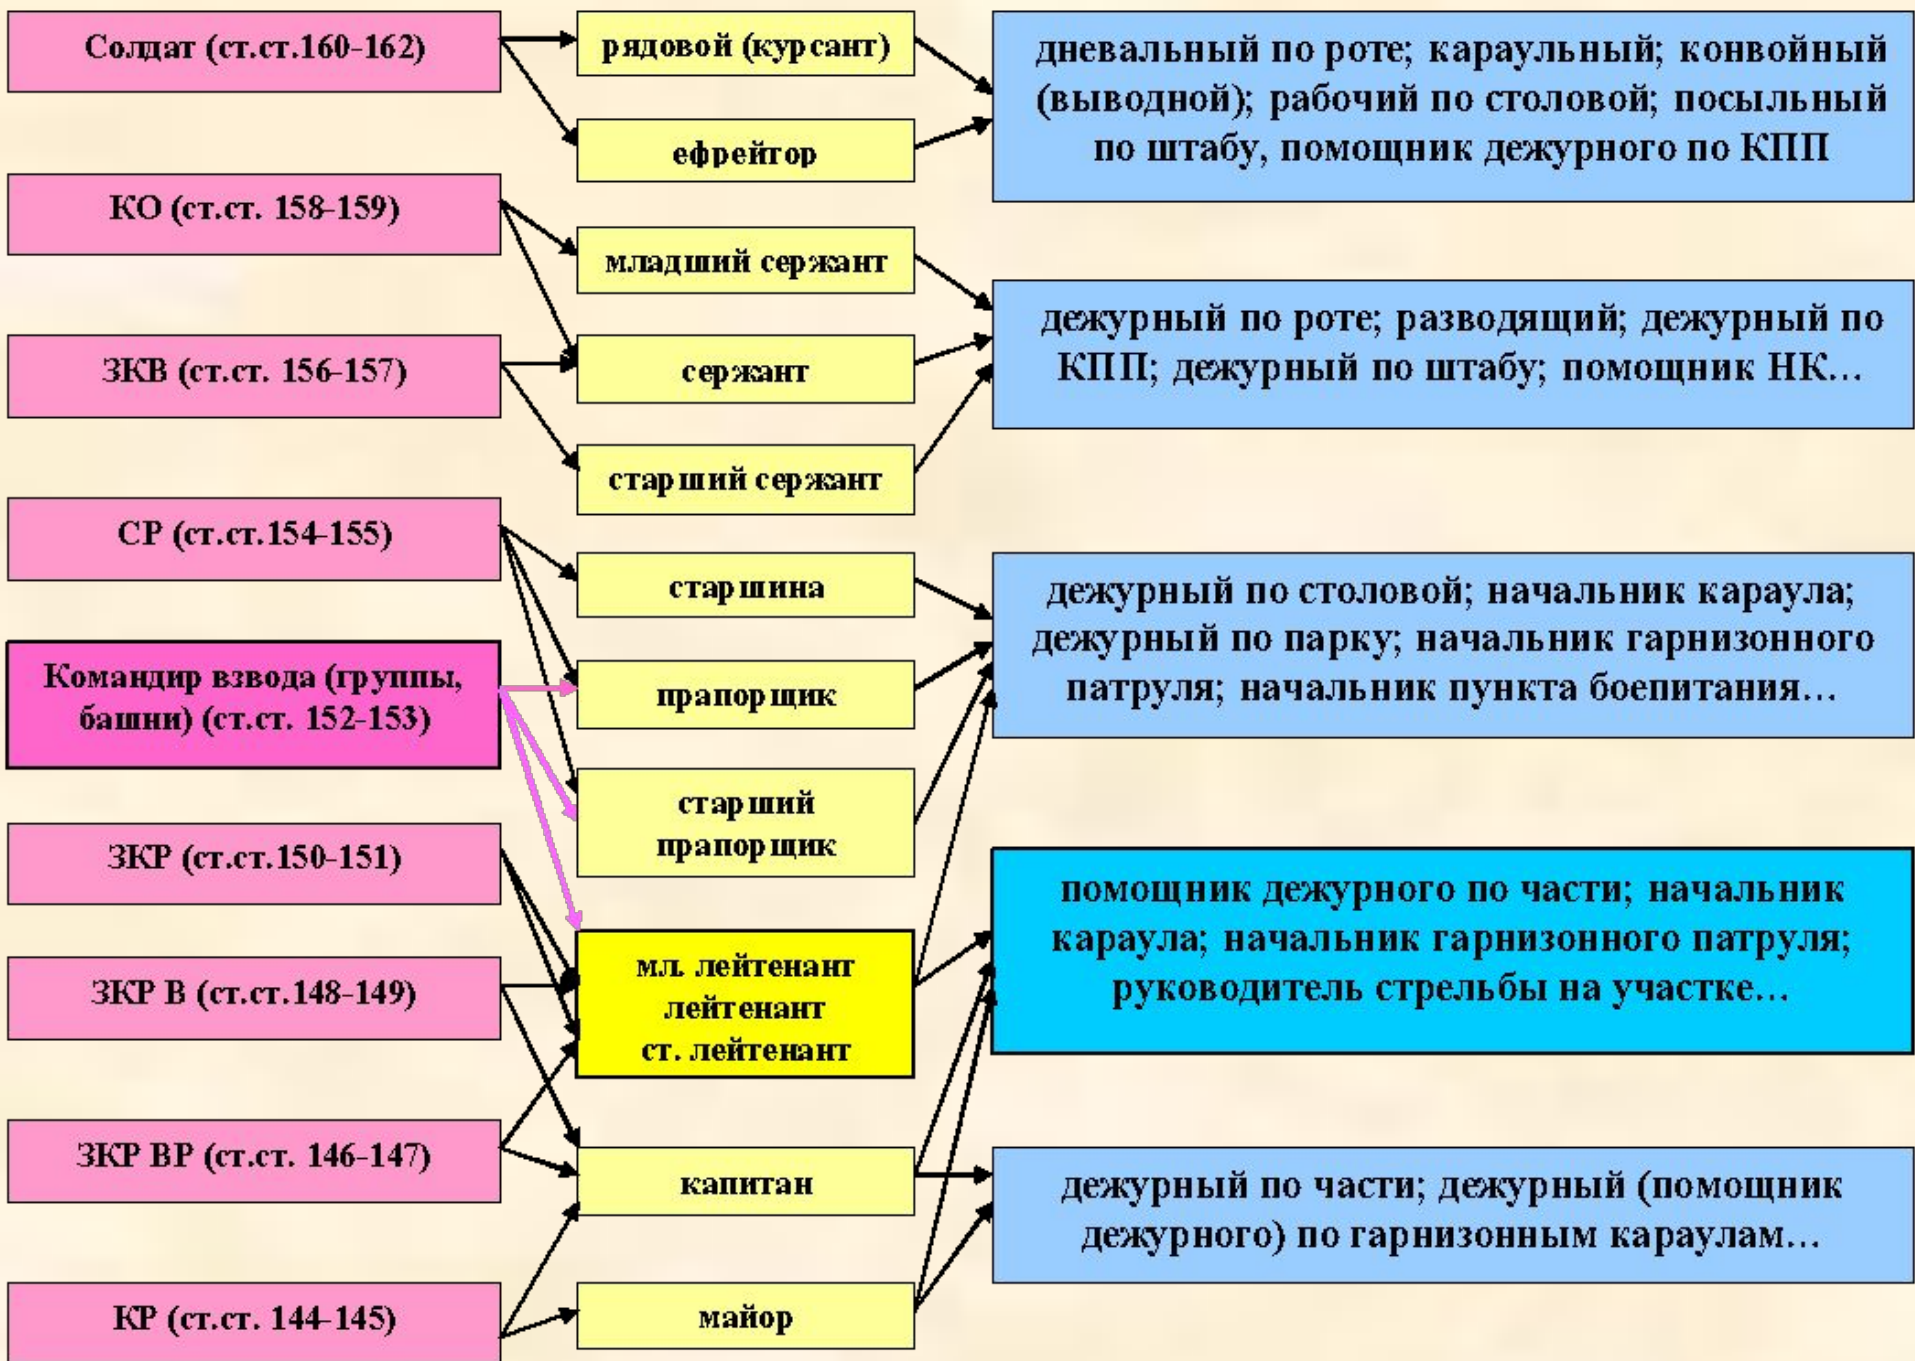 Солдат (ст.ст.160-162)
КО (ст.ст. 158-159)
ЗКВ (ст.ст. 156-157)
СР (ст.ст.154-155)
Командир взвода (группы,
башни) (ст.ст. 152-153)
ЗКР (ст.ст.150-151)
ЗКР В (ст.ст.148-149)
ЗКР ВР (ст.ст. 146-147)
КР (ст.ст. 144-145)
рядовой (курсант)
ефрейтор
младший сержант
сержант
старший сержант
старшина
прапорщик
старший
прапорщик
мл. лейтенант
лейтенант
ст. лейтенант
капитан
майор
дневальный по роте; караульный; конвойный
(выводной); рабочий по столовой; посыльный
по штабу, помощник дежурного по КПП
дежурный по роте; разводящий; дежурный по
КПП; дежурный по штабу; помощник НК…
дежурный по столовой; начальник караула;
дежурный по парку; начальник гарнизонного
патруля; начальник пункта боепитания…
помощник дежурного по части; начальник
караула; начальник гарнизонного патруля;
руководитель стрельбы на участке…
дежурный по части; дежурный (помощник
дежурного) по гарнизонным караулам…